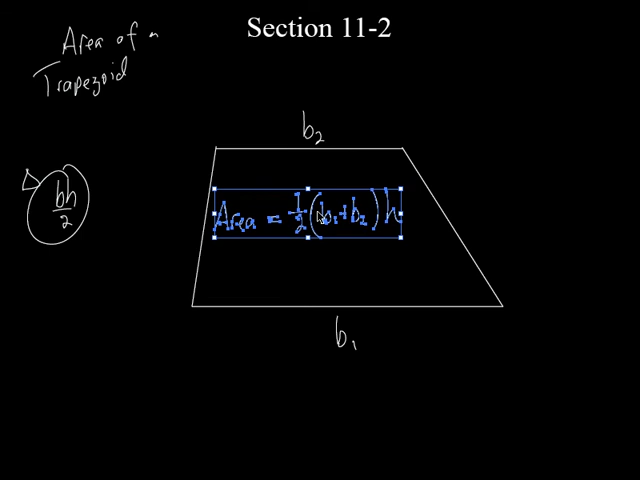 Section 11-2
Area of a
Trapezoid
b₂
bh/2
Area = 1/2 (b₁+b₂) h
b₁